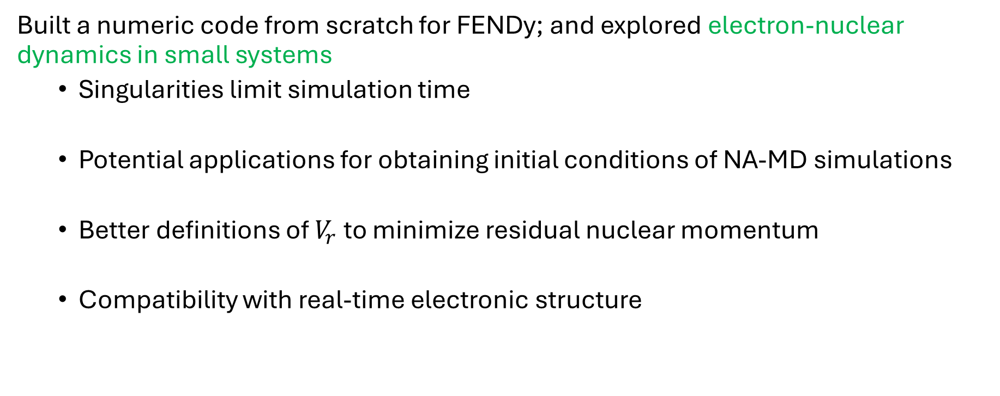 Built a numeric code from scratch for FENDy; and explored electron-nuclear
dynamics in small systems
• Singularities limit simulation time
• Potential applications for obtaining initial conditions of NA-MD simulations
• Better definitions of Vᵣ to minimize residual nuclear momentum
• Compatibility with real-time electronic structure